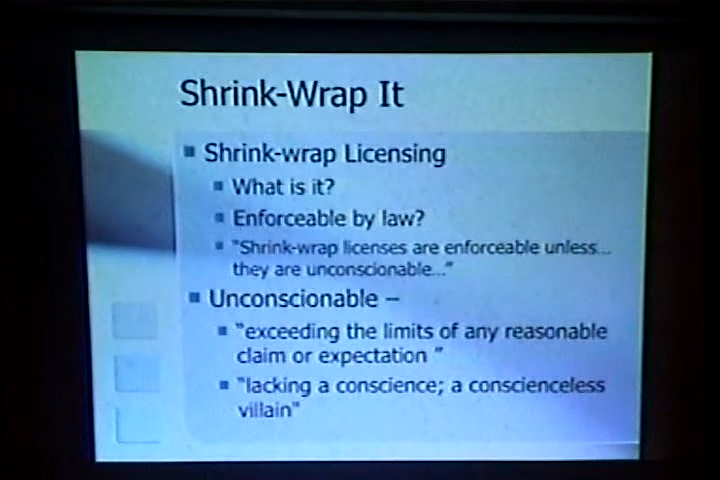 Shrink-Wrap It
Shrink-wrap Licensing
What is it?
Enforceable by law?
"Shrink-wrap licenses are enforceable unless...
they are unconscionable..."
Unconscionable –
"exceeding the limits of any reasonable
claim or expectation "
"lacking a conscience; a conscienceless
villain"